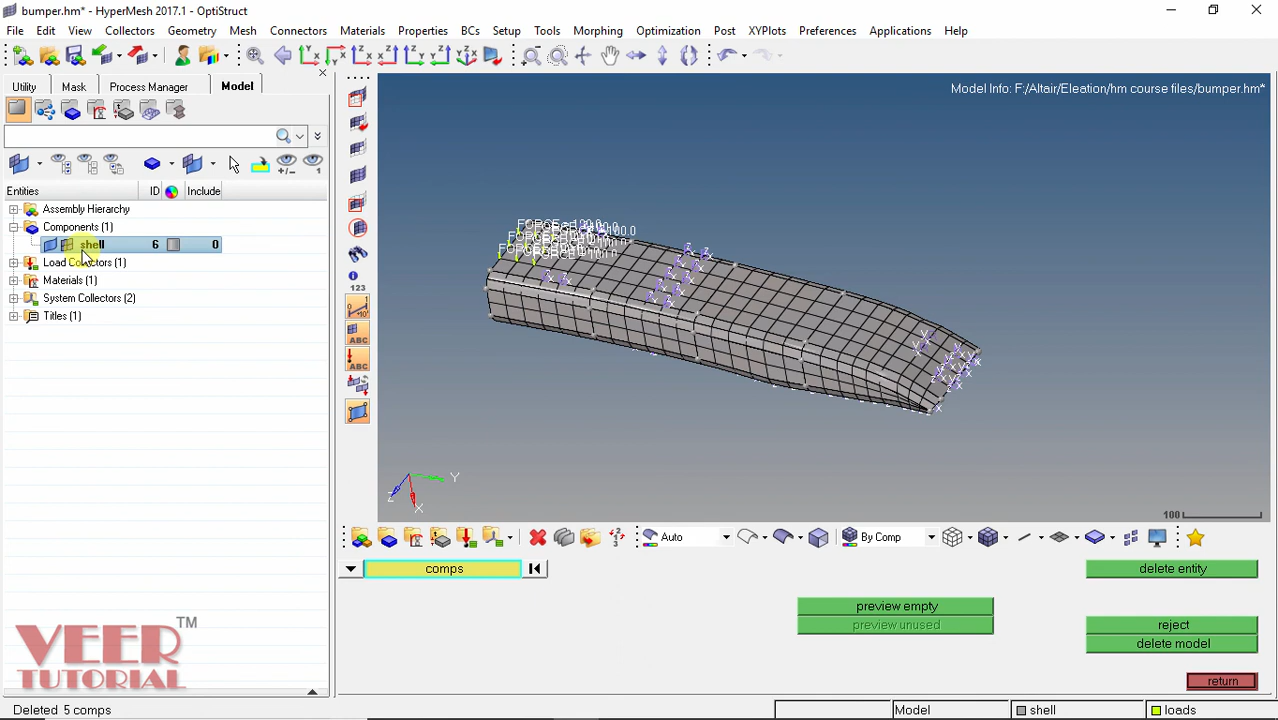 bumper.hm* - HyperMesh 2017.1 - OptiStruct
File Edit View Collectors Geometry Mesh Connectors Materials Properties BCs Setup Tools Morphing Optimization Post XYPlots Preferences Applications Help
Utility Mask Process Manager Model
Model Info: F:/Altair/Eleation/hm course files/bumper.hm*
Entities ID Include
Assembly Hierarchy
Components (1)
shell 6 0
Load Collectors (1)
Materials (1)
System Collectors (2)
Titles (1)
123
ABC
ABC
Z Y X
100
Auto
By Comp
comps
delete entity
preview empty
preview unused
reject
delete model
return
VEER TM
TUTORIAL
Deleted 5 comps
Model
shell
loads